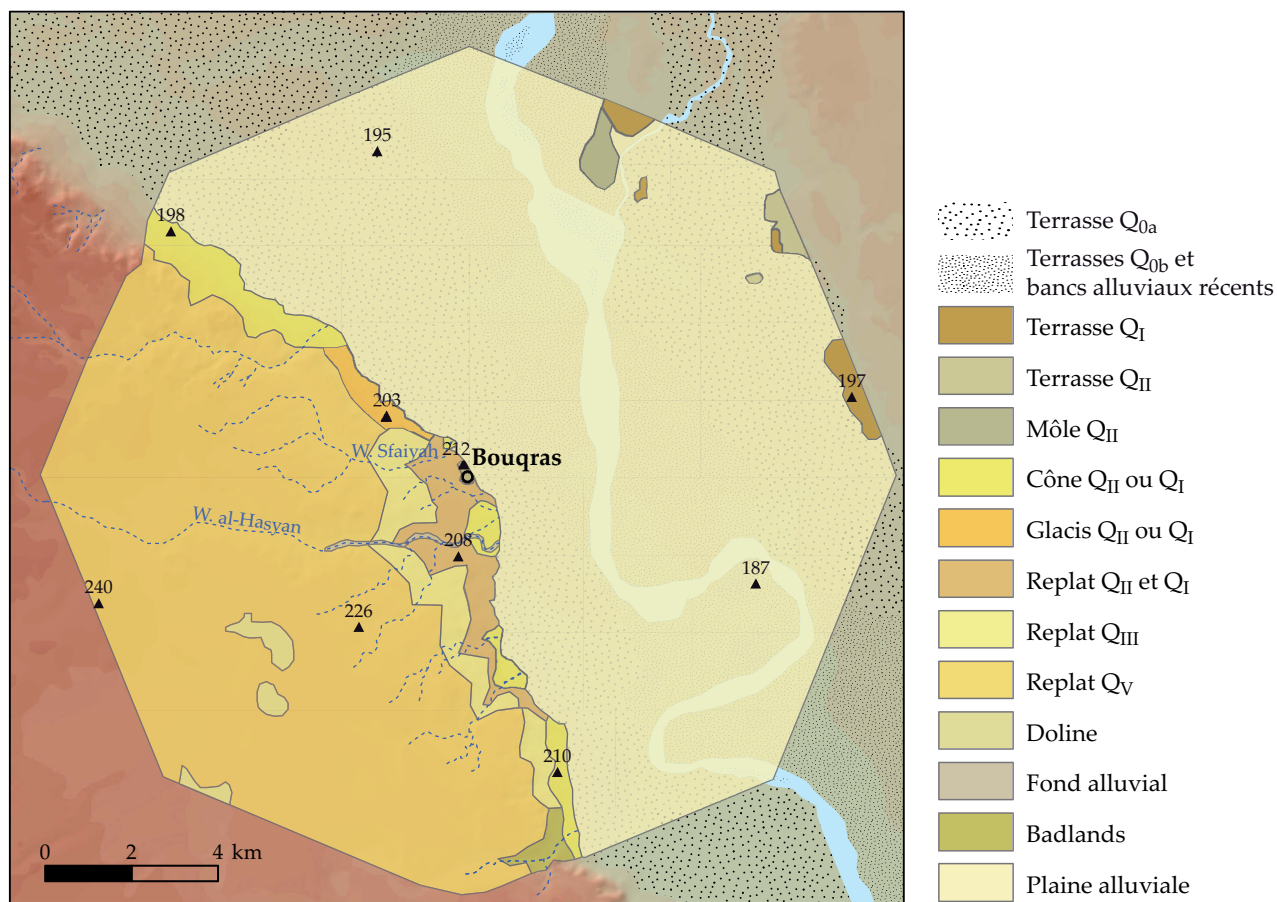 195
198
203
W. Sfaiyah
212
Bouqras
197
W. al-Hasyan
208
240
226
187
210
0 2 4 km
Terrasse Q0a
Terrasses Q0b et
bancs alluviaux récents
Terrasse QI
Terrasse QII
Môle QII
Cône QII ou QI
Glacis QII ou QI
Replat QII et QI
Replat QIII
Replat QV
Doline
Fond alluvial
Badlands
Plaine alluviale